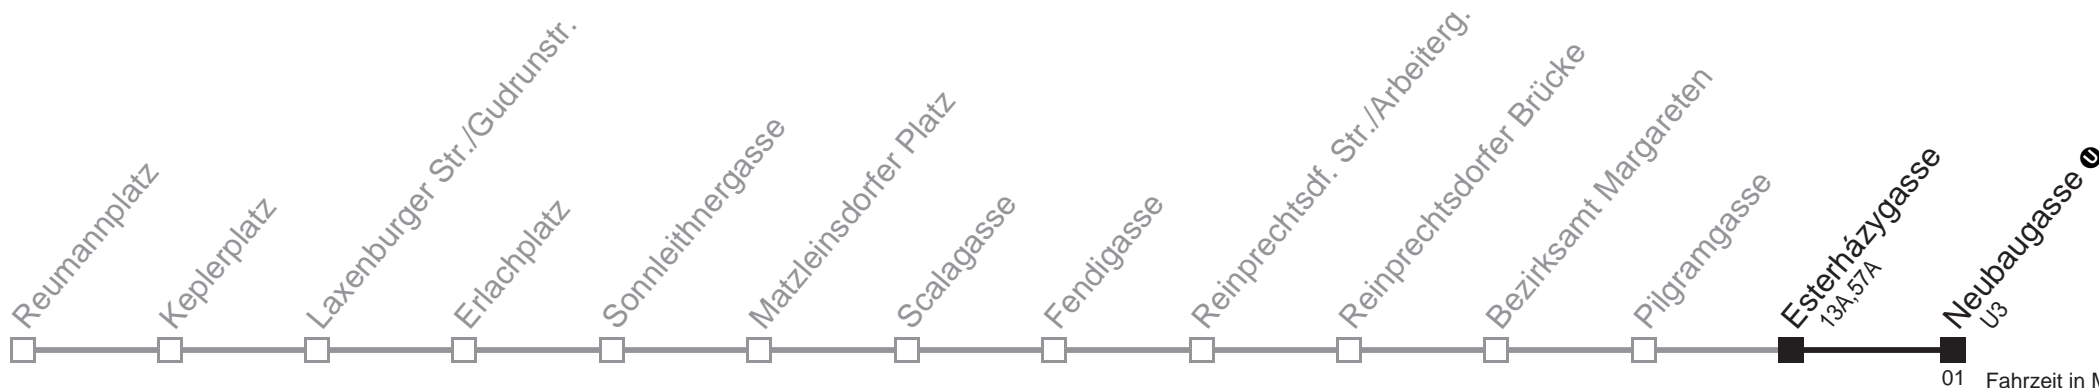 Reumannplatz
Keplerplatz
Laxenburger Str./Gudrunstr.
Erlachplatz
Sonnleithnergasse
Matzleinsdorfer Platz
Scalagasse
Fendigasse
Reinprechtsdf. Str./Arbeiterg.
Reinprechtsdorfer Brücke
Bezirksamt Margareten
Pilgramgasse
Esterházygasse
13A,57A
Neubaugasse U
U3
01 Fahrzeit in M